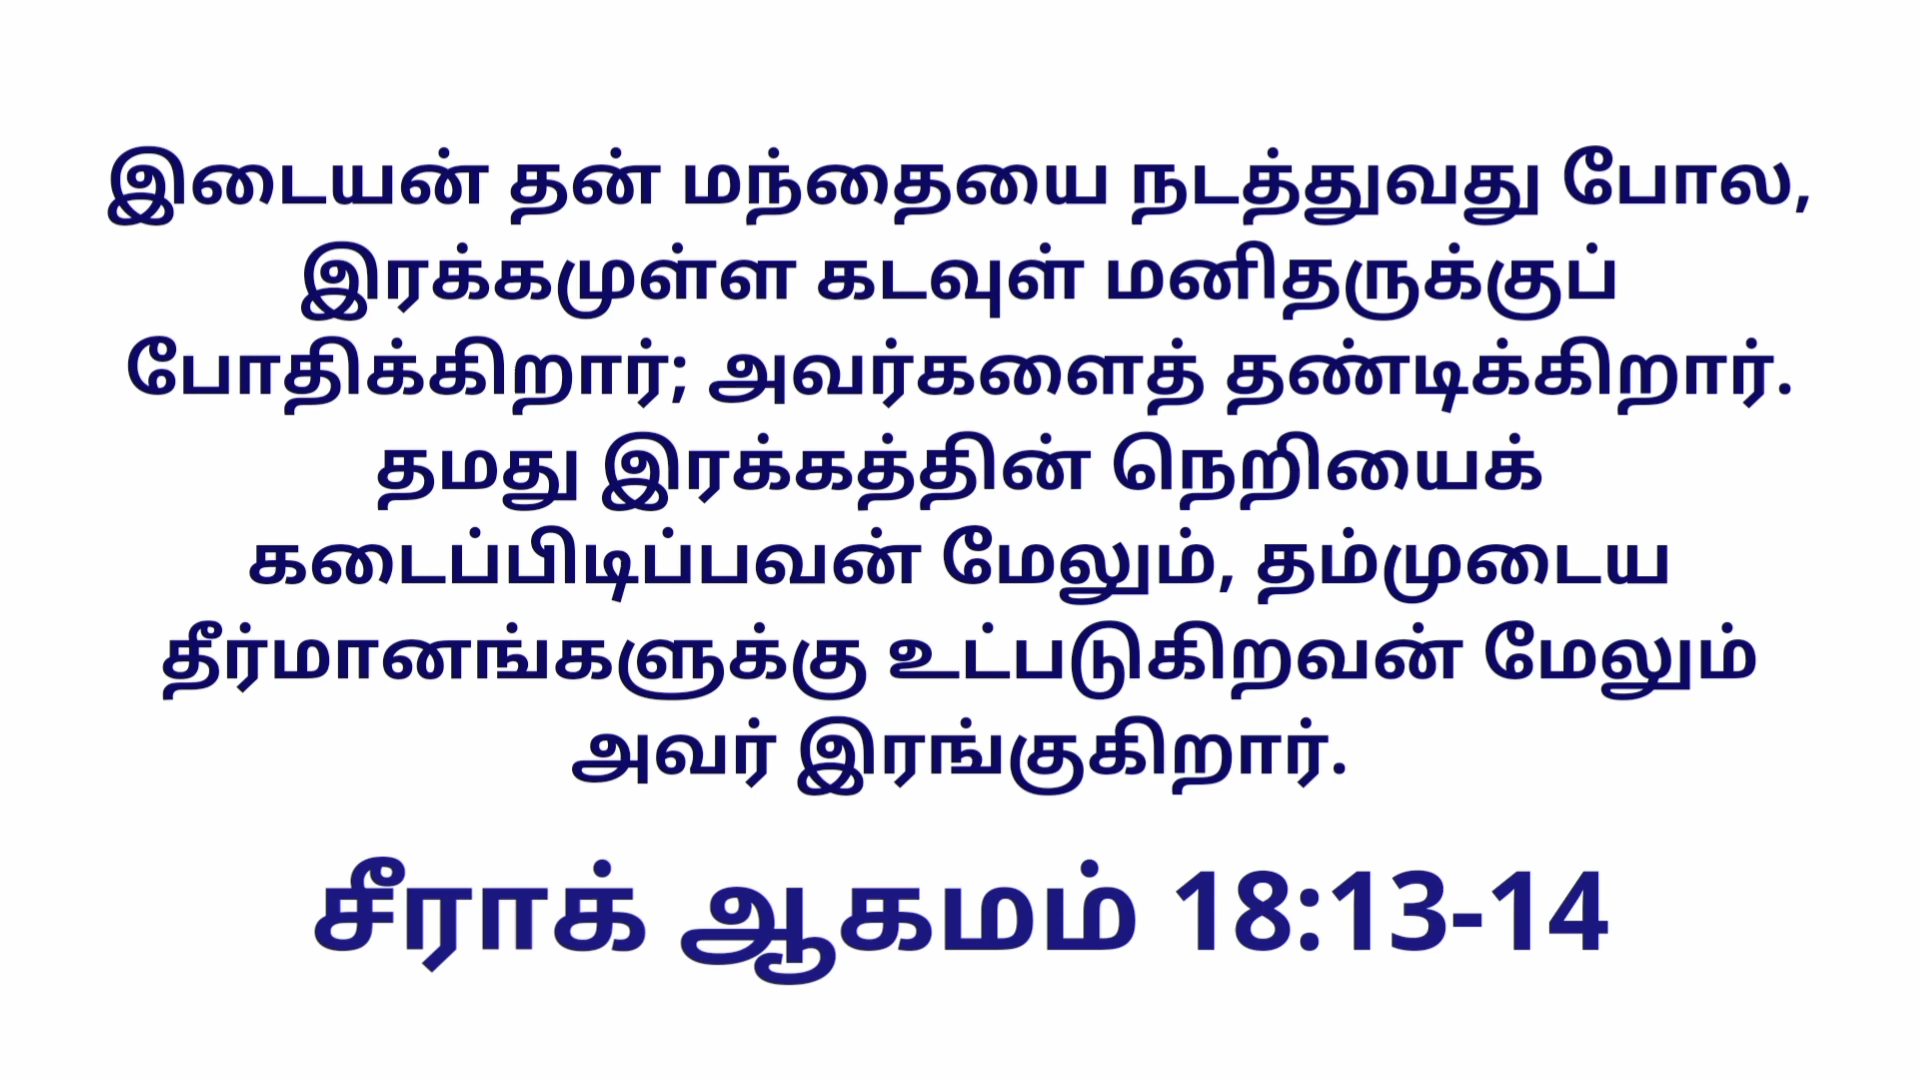 இடையன் தன் மந்தையை நடத்துவது போல,
இரக்கமுள்ள கடவுள் மனிதருக்குப்
போதிக்கிறார்; அவர்களைத் தண்டிக்கிறார்.
தமது இரக்கத்தின் நெறியைக்
கடைப்பிடிப்பவன் மேலும், தம்முடைய
தீர்மானங்களுக்கு உட்படுகிறவன் மேலும்
அவர் இரங்குகிறார்.
சீராக் ஆகமம் 18:13-14